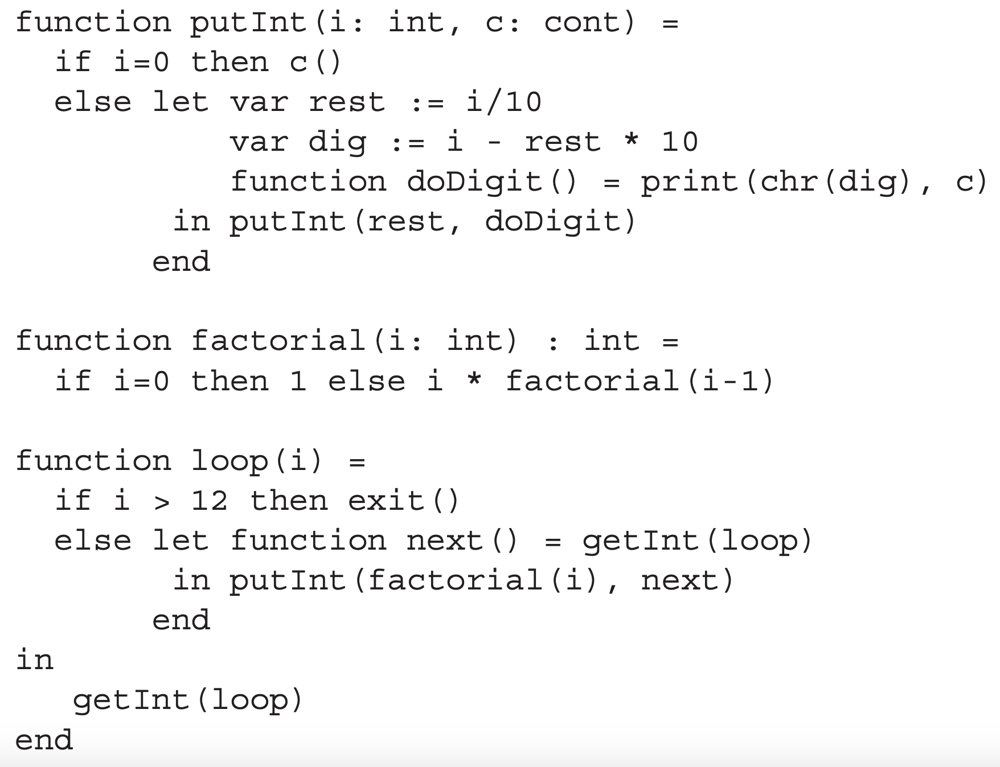 function putInt(i: int, c: cont) =
  if i=0 then c()
  else let var rest := i/10
           var dig := i - rest * 10
           function doDigit() = print(chr(dig), c)
        in putInt(rest, doDigit)
       end

function factorial(i: int) : int =
  if i=0 then 1 else i * factorial(i-1)

function loop(i) =
  if i > 12 then exit()
  else let function next() = getInt(loop)
        in putInt(factorial(i), next)
       end
in
   getInt(loop)
end